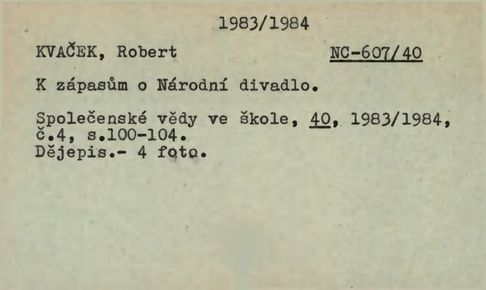 1983/1984
KVAČEK, Robert NC-607/40
K zápasům o Národní divadlo.
Společenské vědy ve škole, 40, 1983/1984,
č.4, s.100-104.
Dějepis.- 4 foto.